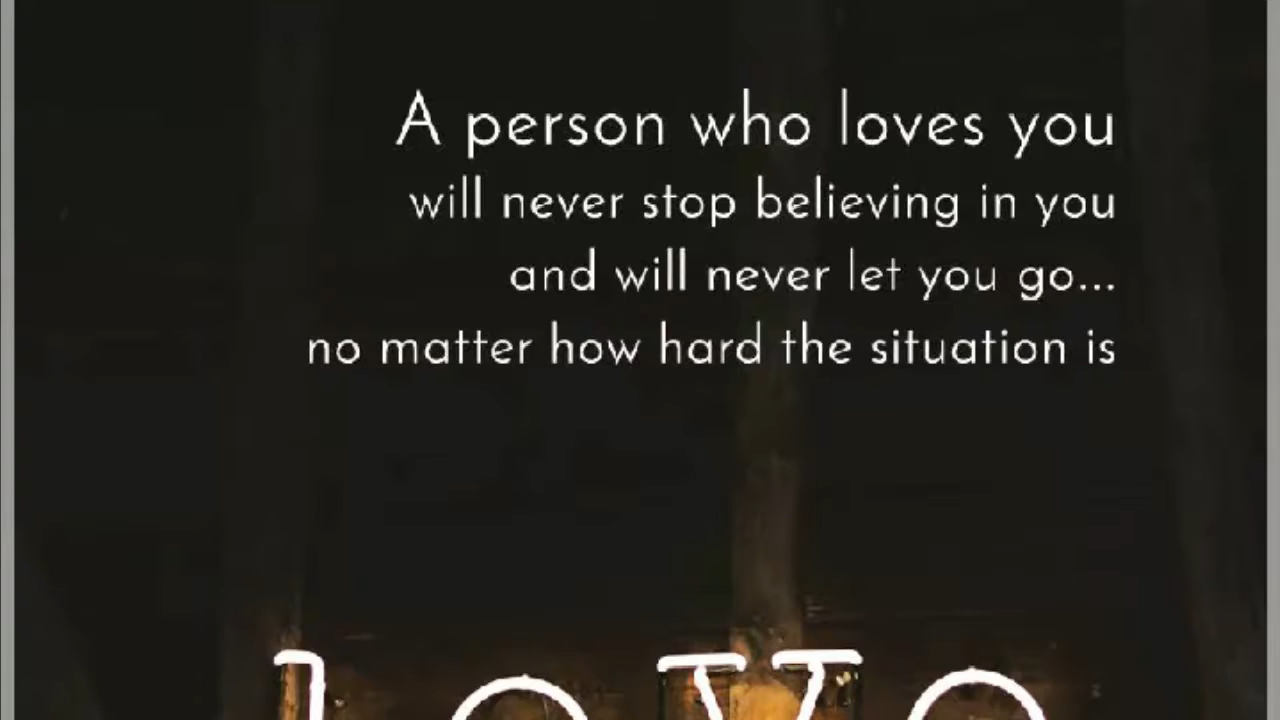 A person who loves you
will never stop believing in you
and will never let you go...
no matter how hard the situation is
love